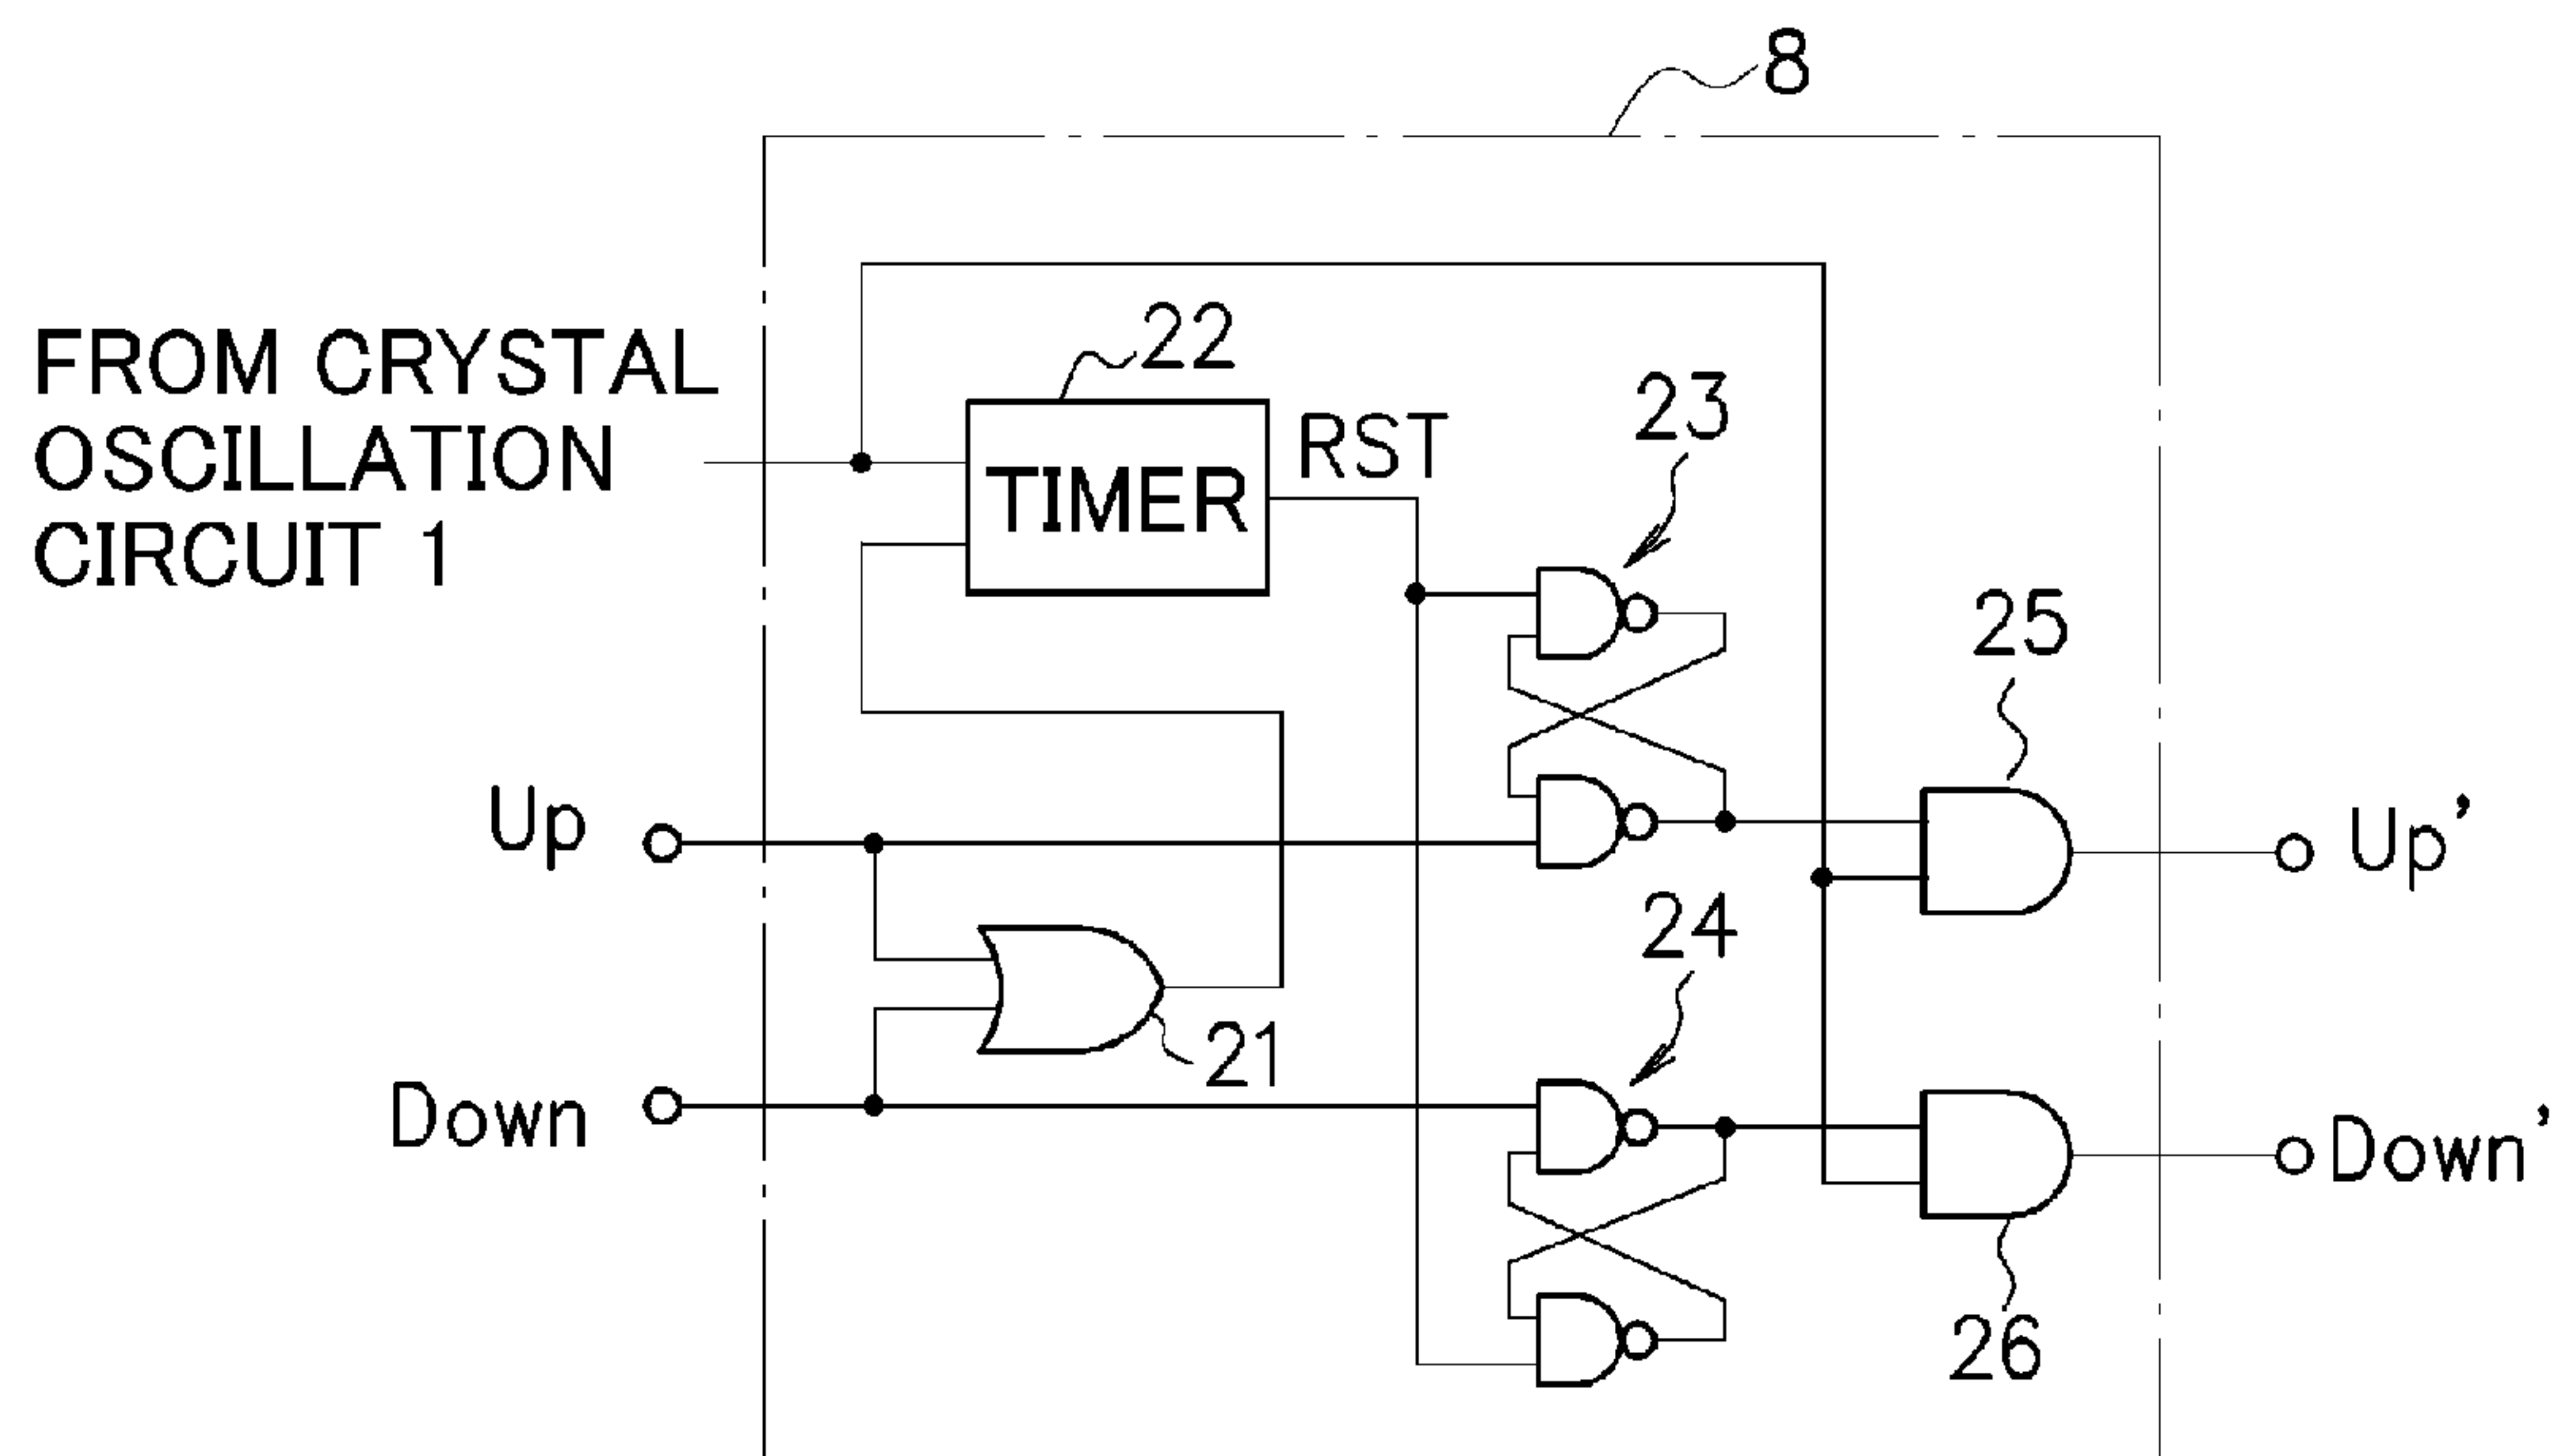 8
FROM CRYSTAL
OSCILLATION
CIRCUIT 1
22
TIMER
RST
23
25
Up
Up’
24
21
Down
Down’
26